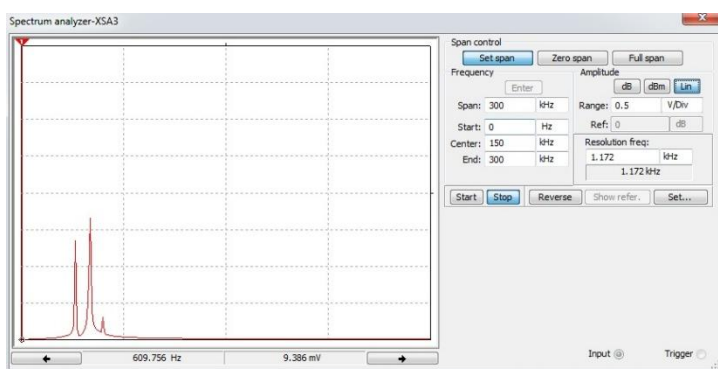 Spectrum analyzer-XSA3
1
Span control
Set span Zero span Full span
Frequency
Enter
Span: 300 kHz
Start: 0 Hz
Center: 150 kHz
End: 300 kHz
Amplitude
dB dBm Lin
Range: 0.5 V/Div
Ref: 0 dB
Resolution freq:
1.172 kHz
1.172 kHz
Start Stop Reverse Show refer. Set...
609.756 Hz 9.386 mV
Input Trigger